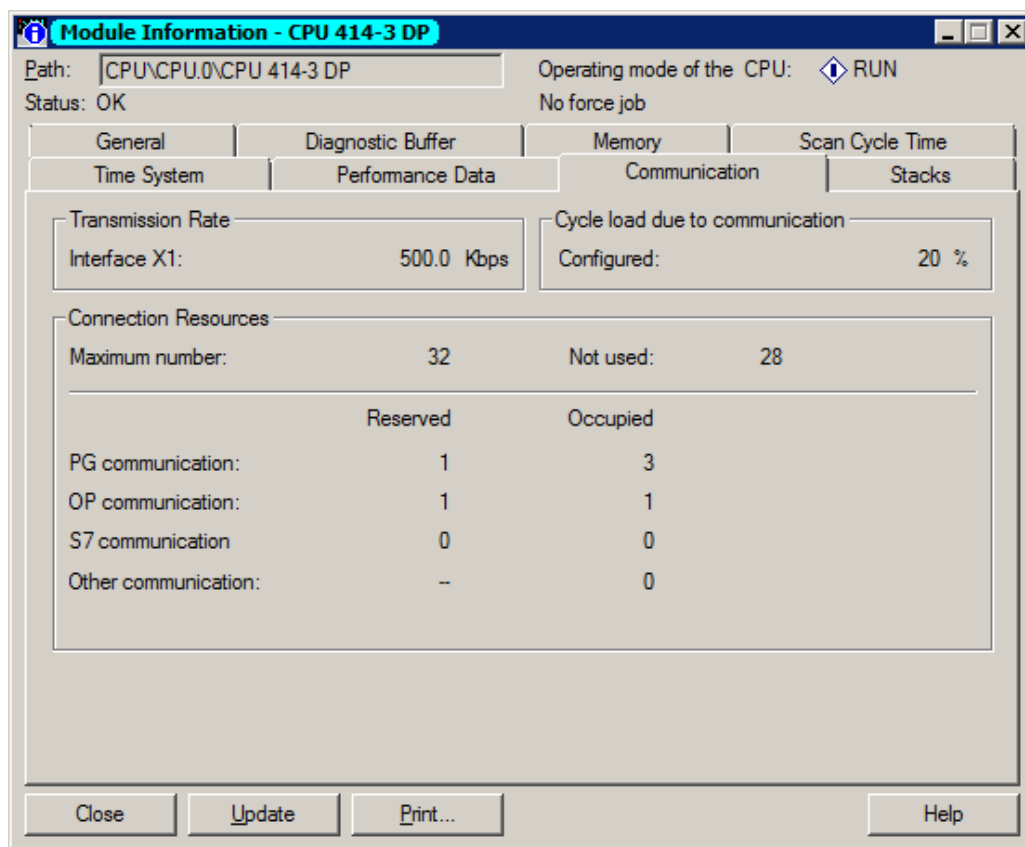 Module Information - CPU 414-3 DP
Path: CPU\CPU.0\CPU 414-3 DP Operating mode of the CPU: RUN
Status: OK No force job
General Diagnostic Buffer Memory Scan Cycle Time
Time System Performance Data Communication Stacks
Transmission Rate Cycle load due to communication
Interface X1: 500.0 Kbps Configured: 20 %
Connection Resources
Maximum number: 32 Not used: 28
Reserved Occupied
PG communication: 1 3
OP communication: 1 1
S7 communication 0 0
Other communication: -- 0
Close Update Print... Help